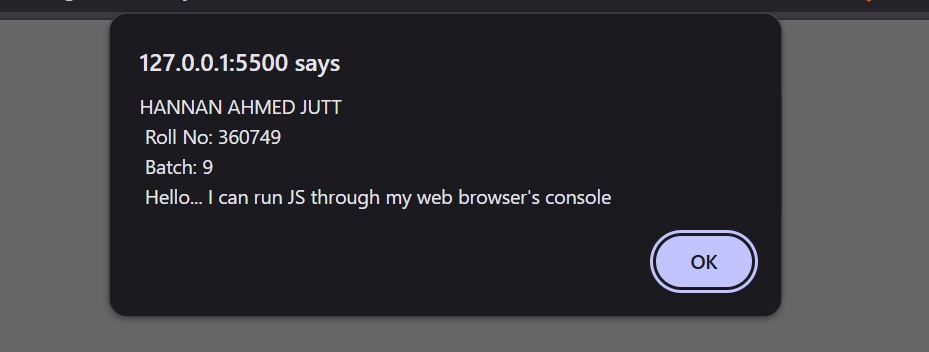 127.0.0.1:5500 says
HANNAN AHMED JUTT
Roll No: 360749
Batch: 9
Hello... I can run JS through my web browser's console
OK